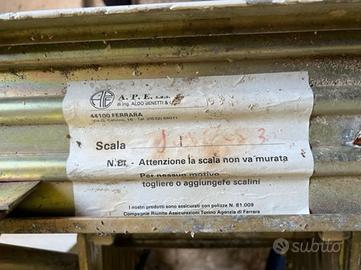 A. P. E. s.a.s.
di Ing. ALDO BENETTI & C.
44100 FERRARA
Scala
N.B. - Attenzione la scala non va murata
Per nessun motivo
togliere o aggiungere scalini
I nostri prodotti sono assicurati con polizza N. 81.009
Compagnie Riunite Assicurazioni Torino Agenzia di Ferrara
subito